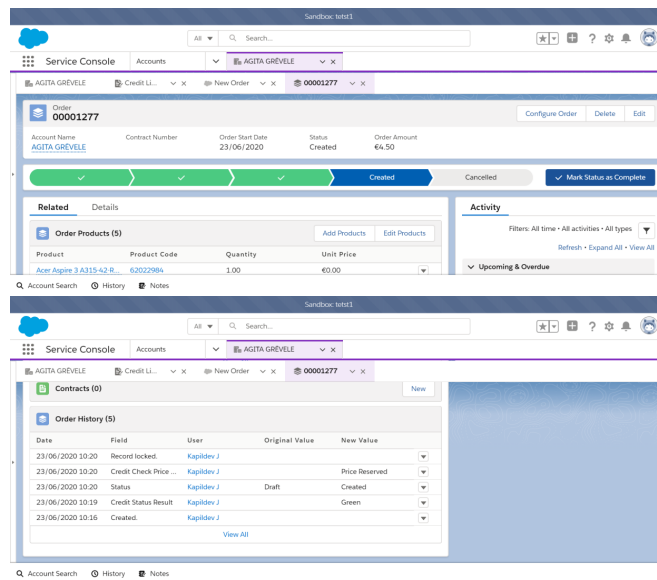 Sandbox: tetst1
All Search...
Service Console Accounts AGITA GRĒVELE
AGITA GRĒVELE Credit Li... New Order 00001277
Order
00001277
Configure Order Delete Edit
Account Name Contract Number Order Start Date Status Order Amount
AGITA GRĒVELE 23/06/2020 Created €4.50
Created Cancelled Mark Status as Complete
Related Details
Activity
Order Products (5) Add Products Edit Products
Filters: All time • All activities • All types
Refresh • Expand All • View All
Product Product Code Quantity Unit Price
Upcoming & Overdue
Acer Aspire 3 A315-42-R... 62022984 1.00 €0.00
Account Search History Notes
Sandbox: tetst1
All Search...
Service Console Accounts AGITA GRĒVELE
AGITA GRĒVELE Credit Li... New Order 00001277
Contracts (0) New
Order History (5)
Date Field User Original Value New Value
23/06/2020 10:20 Record locked. Kapildev J
23/06/2020 10:20 Credit Check Price ... Kapildev J Price Reserved
23/06/2020 10:20 Status Kapildev J Draft Created
23/06/2020 10:19 Credit Status Result Kapildev J Green
23/06/2020 10:16 Created. Kapildev J
View All
Account Search History Notes